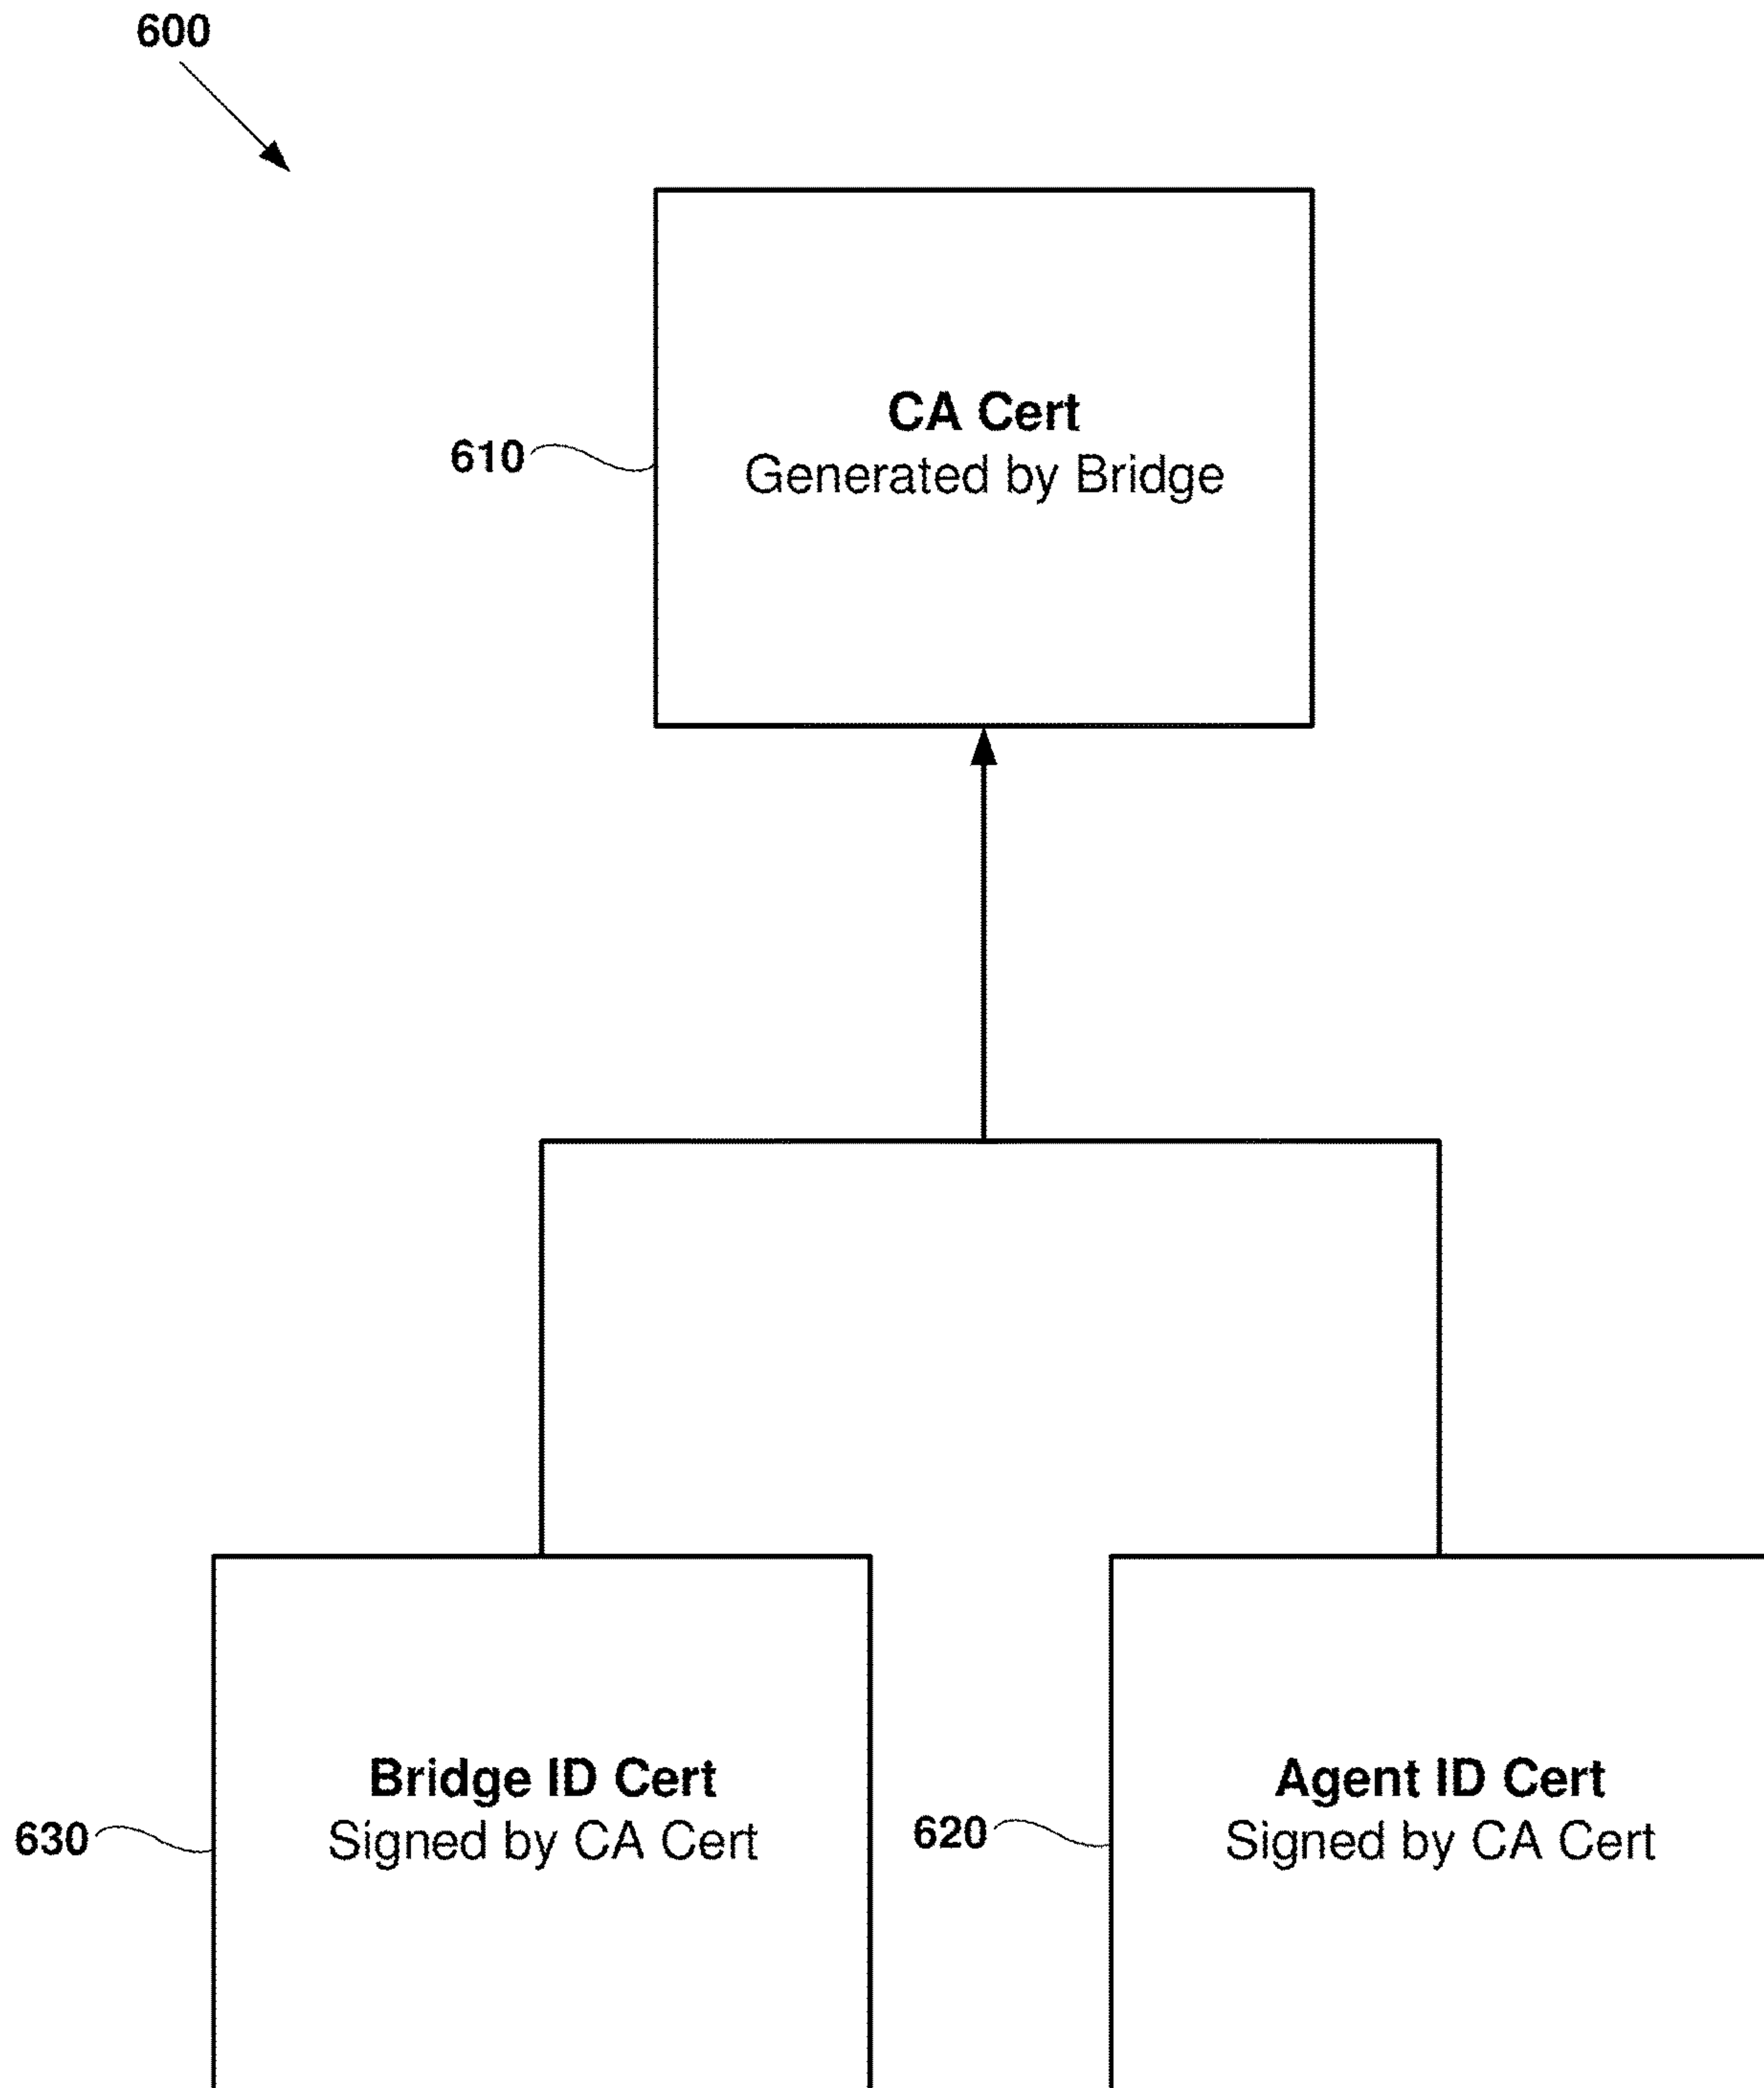 600
CA Cert
610
Generated by Bridge
Bridge ID Cert
630
Signed by CA Cert
Agent ID Cert
620
Signed by CA Cert